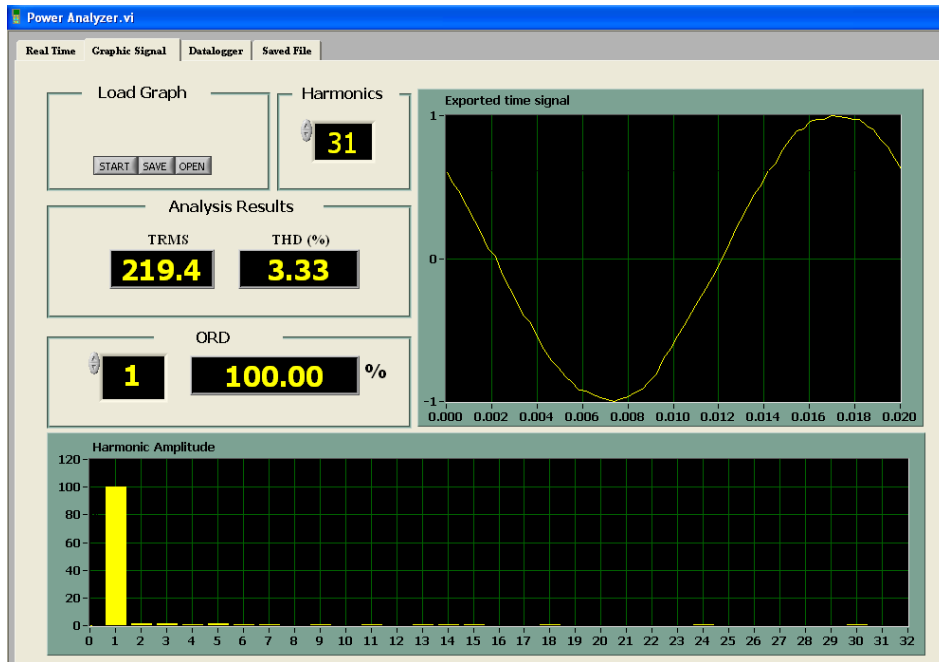 Power Analyzer.vi
Real Time Graphic Signal Datalogger Saved File
Load Graph
START SAVE OPEN
Harmonics
31
Analysis Results
TRMS THD (%)
219.4 3.33
ORD
1 100.00 %
Exported time signal
1-
0-
-1-
0.000 0.002 0.004 0.006 0.008 0.010 0.012 0.014 0.016 0.018 0.020
Harmonic Amplitude
120-
100-
80-
60-
40-
20-
0-
0 1 2 3 4 5 6 7 8 9 10 11 12 13 14 15 16 17 18 19 20 21 22 23 24 25 26 27 28 29 30 31 32